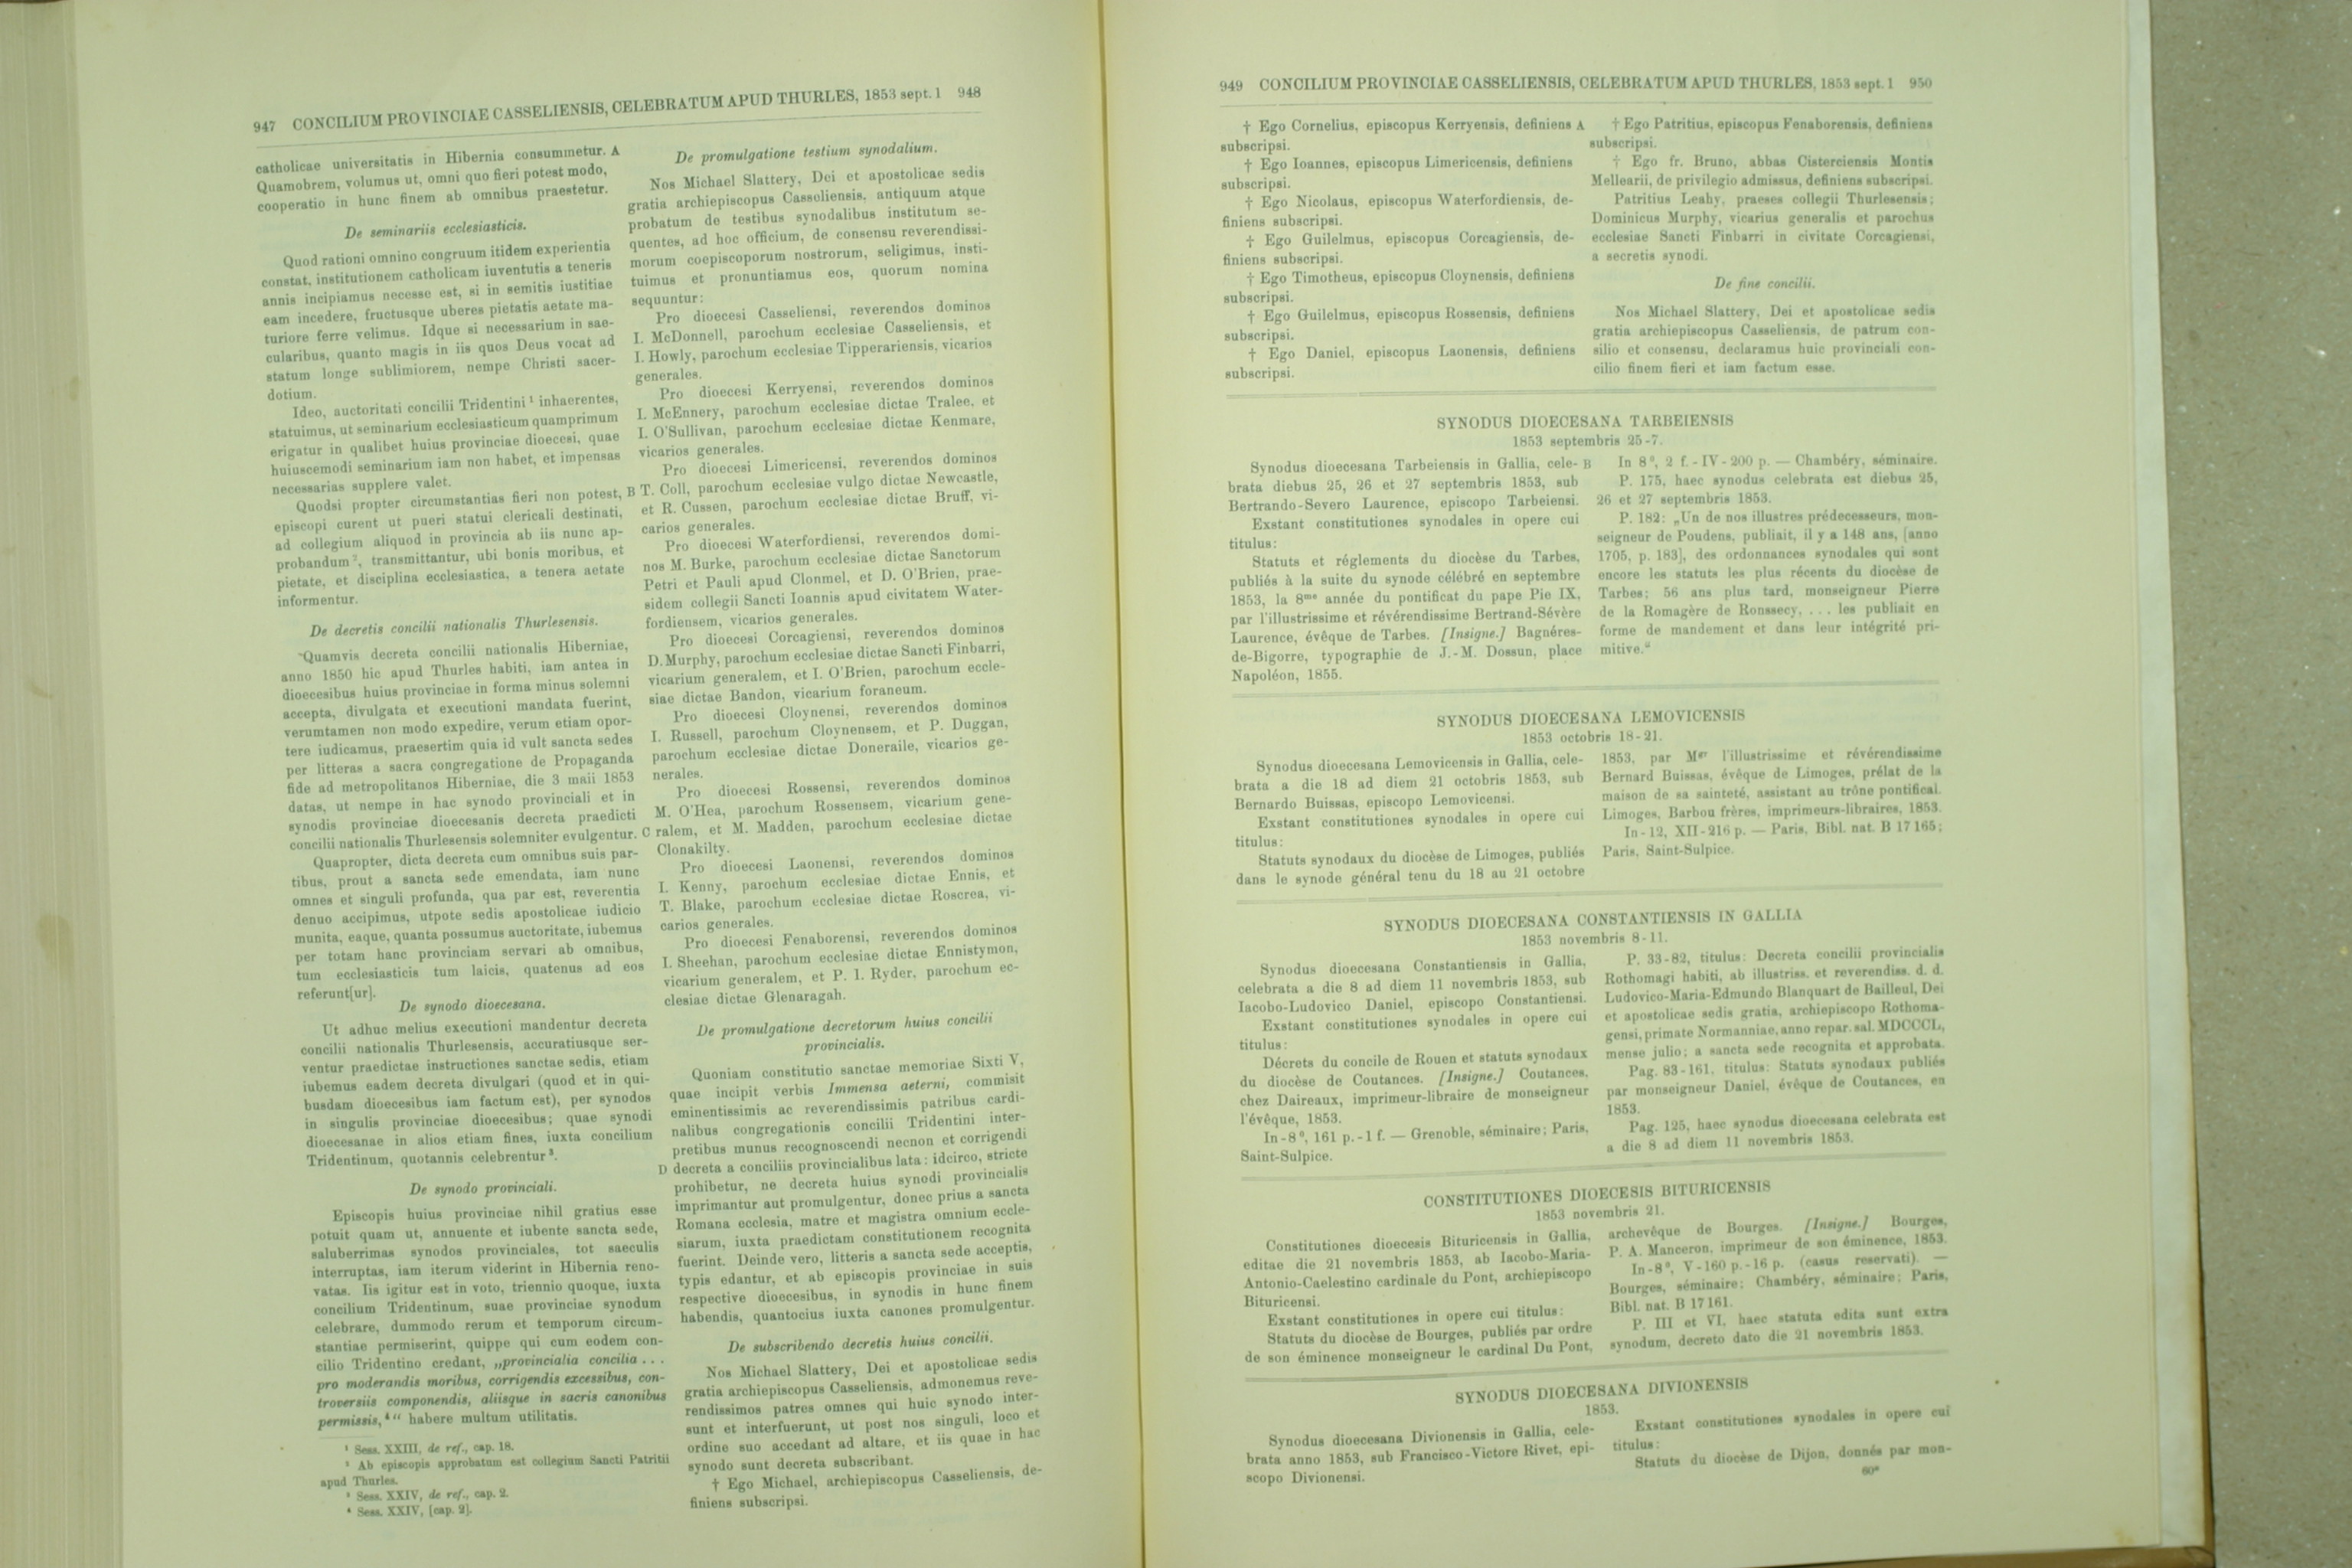 947 CONCILIUM PROVINCIAE CASSELIENSIS, CELEBRATUM APUD THURLES, 1853 sept. 1 948
catholicae universitatis in Hibernia consummetur. A
Quamobrem, volumus ut, omni quo fieri potest modo,
cooperatio in hunc finem ab omnibus praestetur.
De seminariis ecclesiasticis.
Quod rationi omnino congruum itidem experientia
constat, institutionem catholicam iuventutis a teneris
annis incipiamus necesse est, si in semitis iustitiae
eam incedere, fructusque uberes pietatis aetate ma-
turiore ferre velimus. Idque si necessarium in sae-
cularibus, quanto magis in iis quos Deus vocat ad
statum longe sublimiorem, nempe Christi sacer-
dotium.
Ideo, auctoritati concilii Tridentini ¹ inhaerentes,
statuimus, ut seminarium ecclesiasticum quamprimum
erigatur in qualibet huius provinciae dioecesi, quae
huiuscemodi seminarium iam non habet, et impensas
necessarias supplere valet.
Quodsi propter circumstantias fieri non potest, B
episcopi curent ut pueri statui clericali destinati,
ad collegium aliquod in provincia ab iis nunc ap-
probandum ², transmittantur, ubi bonis moribus, et
pietate, et disciplina ecclesiastica, a tenera aetate
informentur.
De decretis concilii nationalis Thurlesensis.
"Quamvis decreta concilii nationalis Hiberniae,
anno 1850 hic apud Thurles habiti, iam antea in
dioecesibus huius provinciae in forma minus solemni
accepta, divulgata et executioni mandata fuerint,
verumtamen non modo expedire, verum etiam opor-
tere iudicamus, praesertim quia id vult sancta sedes
per litteras a sacra congregatione de Propaganda
fide ad metropolitanos Hiberniae, die 3 maii 1853
datas, ut nempe in hac synodo provinciali et in
synodis provinciae dioecesanis decreta praedicti
concilii nationalis Thurlesensis solemniter evulgentur. C
Quapropter, dicta decreta cum omnibus suis par-
tibus, prout a sancta sede emendata, iam nunc
omnes et singuli profunda, qua par est, reverentia
denuo accipimus, utpote sedis apostolicae iudicio
munita, eaque, quanta possumus auctoritate, iubemus
per totam hanc provinciam servari ab omnibus,
tum ecclesiasticis tum laicis, quatenus ad eos
referunt[ur].
De synodo dioecesana.
Ut adhuc melius executioni mandentur decreta
concilii nationalis Thurlesensis, accuratiusque ser-
ventur praedictae instructiones sanctae sedis, etiam
iubemus eadem decreta divulgari (quod et in qui-
busdam dioecesibus iam factum est), per synodos
in singulis provinciae dioecesibus; quae synodi
dioecesanae in alios etiam fines, iuxta concilium
Tridentinum, quotannis celebrentur ³.
De synodo provinciali.
Episcopis huius provinciae nihil gratius esse
potuit quam ut, annuente et iubente sancta sede,
saluberrimas synodos provinciales, tot saeculis
interruptas, iam iterum viderint in Hibernia reno-
vatas. Iis igitur est in voto, triennio quoque, iuxta
concilium Tridentinum, suae provinciae synodum
celebrare, dummodo rerum et temporum circum-
stantiae permiserint, quippe qui cum eodem con-
cilio Tridentino credant, „provincialia concilia . . .
pro moderandis moribus, corrigendis excessibus, con-
troversiis componendis, aliisque in sacris canonibus
permissis, ⁴ “ habere multum utilitatis.
¹ Sess. XXIII, de ref., cap. 18.
² Ab episcopis approbatum est collegium Sancti Patritii
apud Thurles.
³ Sess. XXIV, de ref., cap. 2.
⁴ Sess. XXIV, [cap. 2].
De promulgatione testium synodalium.
Nos Michael Slattery, Dei et apostolicae sedis
gratia archiepiscopus Casseliensis, antiquum atque
probatum de testibus synodalibus institutum se-
quentes, ad hoc officium, de consensu reverendissi-
morum coepiscoporum nostrorum, seligimus, insti-
tuimus et pronuntiamus eos, quorum nomina
sequuntur:
Pro dioecesi Casseliensi, reverendos dominos
I. McDonnell, parochum ecclesiae Casseliensis, et
I. Howly, parochum ecclesiae Tipperariensis, vicarios
generales.
Pro dioecesi Kerryensi, reverendos dominos
I. McEnnery, parochum ecclesiae dictae Tralee, et
I. O'Sullivan, parochum ecclesiae dictae Kenmare,
vicarios generales.
Pro dioecesi Limericensi, reverendos dominos
T. Coll, parochum ecclesiae vulgo dictae Newcastle,
et R. Cussen, parochum ecclesiae dictae Bruff, vi-
carios generales.
Pro dioecesi Waterfordiensi, reverendos domi-
nos M. Burke, parochum ecclesiae dictae Sanctorum
Petri et Pauli apud Clonmel, et D. O'Brien, prae-
sidem collegii Sancti Ioannis apud civitatem Water-
fordiensem, vicarios generales.
Pro dioecesi Corcagiensi, reverendos dominos
D. Murphy, parochum ecclesiae dictae Sancti Finbarri,
vicarium generalem, et I. O'Brien, parochum eccle-
siae dictae Bandon, vicarium foraneum.
Pro dioecesi Cloynensi, reverendos dominos
I. Russell, parochum Cloynensem, et P. Duggan,
parochum ecclesiae dictae Doneraile, vicarios ge-
nerales.
Pro dioecesi Rossensi, reverendos dominos
M. O'Hea, parochum Rossensem, vicarium gene-
ralem, et M. Madden, parochum ecclesiae dictae
Clonakilty.
Pro dioecesi Laonensi, reverendos dominos
I. Kenny, parochum ecclesiae dictae Ennis, et
T. Blake, parochum ecclesiae dictae Roscrea, vi-
carios generales.
Pro dioecesi Fenaborensi, reverendos dominos
I. Sheehan, parochum ecclesiae dictae Ennistymon,
vicarium generalem, et P. I. Ryder, parochum ec-
clesiae dictae Glenaragah.
De promulgatione decretorum huius concilii
provincialis.
Quoniam constitutio sanctae memoriae Sixti V,
quae incipit verbis Immensa aeterni, commisit
eminentissimis ac reverendissimis patribus cardi-
nalibus congregationis concilii Tridentini inter-
pretibus munus recognoscendi necnon et corrigendi
D decreta a conciliis provincialibus lata: idcirco, stricte
prohibetur, ne decreta huius synodi provincialis
imprimantur aut promulgentur, donec prius a sancta
Romana ecclesia, matre et magistra omnium eccle-
siarum, iuxta praedictam constitutionem recognita
fuerint. Deinde vero, litteris a sancta sede acceptis,
typis edantur, et ab episcopis provinciae in suis
respective dioecesibus, in synodis in hunc finem
habendis, quantocius iuxta canones promulgentur.
De subscribendo decretis huius concilii.
Nos Michael Slattery, Dei et apostolicae sedis
gratia archiepiscopus Casseliensis, admonemus reve-
rendissimos patres omnes qui huic synodo inter-
sunt et interfuerunt, ut post nos singuli, loco et
ordine suo accedant ad altare, et iis quae in hac
synodo sunt decreta subscribant.
† Ego Michael, archiepiscopus Casseliensis, de-
finiens subscripsi.
949 CONCILIUM PROVINCIAE CASSELIENSIS, CELEBRATUM APUD THURLES, 1853 sept. 1 950
† Ego Cornelius, episcopus Kerryensis, definiens A
subscripsi.
† Ego Ioannes, episcopus Limericensis, definiens
subscripsi.
† Ego Nicolaus, episcopus Waterfordiensis, de-
finiens subscripsi.
† Ego Guilelmus, episcopus Corcagiensis, de-
finiens subscripsi.
† Ego Timotheus, episcopus Cloynensis, definiens
subscripsi.
† Ego Guilelmus, episcopus Rossensis, definiens
subscripsi.
† Ego Daniel, episcopus Laonensis, definiens
subscripsi.
† Ego Patritius, episcopus Fenaborensis, definiens
subscripsi.
† Ego fr. Bruno, abbas Cisterciensis Montis
Mellearii, de privilegio admissus, definiens subscripsi.
Patritius Leahy, praeses collegii Thurlesensis;
Dominicus Murphy, vicarius generalis et parochus
ecclesiae Sancti Finbarri in civitate Corcagiensi,
a secretis synodi.
De fine concilii.
Nos Michael Slattery, Dei et apostolicae sedis
gratia archiepiscopus Casseliensis, de patrum con-
silio et consensu, declaramus huic provinciali con-
cilio finem fieri et iam factum esse.
SYNODUS DIOECESANA TARBEIENSIS
1853 septembris 25-7.
Synodus dioecesana Tarbeiensis in Gallia, cele- B
brata diebus 25, 26 et 27 septembris 1853, sub
Bertrando-Severo Laurence, episcopo Tarbeiensi.
Exstant constitutiones synodales in opere cui
titulus:
Statuts et réglements du diocèse du Tarbes,
publiés à la suite du synode célébré en septembre
1853, la 8ᵐᵉ année du pontificat du pape Pie IX,
par l'illustrissime et révérendissime Bertrand-Sévère
Laurence, évêque de Tarbes. [Insigne.] Bagnéres-
de-Bigorre, typographie de J.-M. Dossun, place
Napoléon, 1855.
In 8⁰, 2 f. - IV - 200 p. — Chambéry, séminaire.
P. 175, haec synodus celebrata est diebus 25,
26 et 27 septembris 1853.
P. 182: „Un de nos illustres prédecesseurs, mon-
seigneur de Poudens, publiait, il y a 148 ans, [anno
1705, p. 183], des ordonnances synodales qui sont
encore les statuts les plus récents du diocèse de
Tarbes; 56 ans plus tard, monseigneur Pierre
de la Romagère de Ronssecy, . . . les publiait en
forme de mandement et dans leur intégrité pri-
mitive.“
SYNODUS DIOECESANA LEMOVICENSIS
1853 octobris 18-21.
Synodus dioecesana Lemovicensis in Gallia, cele-
brata a die 18 ad diem 21 octobris 1853, sub
Bernardo Buissas, episcopo Lemovicensi.
Exstant constitutiones synodales in opere cui
titulus:
Statuts synodaux du diocèse de Limoges, publiés
dans le synode général tenu du 18 au 21 octobre
1853, par Mᵍʳ l'illustrissime et révérendissime
Bernard Buissas, évêque de Limoges, prélat de la
maison de sa sainteté, assistant au trône pontifical.
Limoges, Barbou frères, imprimeurs-libraires, 1853.
In-12, XII-216 p. — Paris, Bibl. nat. B 17165;
Paris, Saint-Sulpice.
SYNODUS DIOECESANA CONSTANTIENSIS IN GALLIA
1853 novembris 8-11.
Synodus dioecesana Constantiensis in Gallia,
celebrata a die 8 ad diem 11 novembris 1853, sub
Iacobo-Ludovico Daniel, episcopo Constantiensi.
Exstant constitutiones synodales in opere cui
titulus:
Décrets du concile de Rouen et statuts synodaux
du diocèse de Coutances. [Insigne.] Coutances,
chez Daireaux, imprimeur-libraire de monseigneur
l'évêque, 1853.
In-8⁰, 161 p.-1 f. — Grenoble, séminaire; Paris,
Saint-Sulpice.
P. 33-82, titulus: Decreta concilii provincialis
Rothomagi habiti, ab illustriss. et reverendiss. d. d.
Ludovico-Maria-Edmundo Blanquart de Bailleul, Dei
et apostolicae sedis gratia, archiepiscopo Rothoma-
gensi, primate Normanniae, anno repar. sal. MDCCCL,
mense julio; a sancta sede recognita et approbata.
Pag. 83-161, titulus: Statuts synodaux publiés
par monseigneur Daniel, évêque de Coutances, en
1853.
Pag. 125, haec synodus dioecesana celebrata est
a die 8 ad diem 11 novembris 1853.
CONSTITUTIONES DIOECESIS BITURICENSIS
1853 novembris 21.
Constitutiones dioecesis Bituricensis in Gallia,
editae die 21 novembris 1853, ab Iacobo-Maria-
Antonio-Caelestino cardinale du Pont, archiepiscopo
Bituricensi.
Exstant constitutiones in opere cui titulus:
Statuts du diocèse de Bourges, publiés par ordre
de son éminence monseigneur le cardinal Du Pont,
archevêque de Bourges. [Insigne.] Bourges,
P. A. Manceron, imprimeur de son éminence, 1853.
In-8⁰, V-160 p.-16 p. (casus reservati). —
Bourges, séminaire; Chambéry, séminaire; Paris,
Bibl. nat. B 17161.
P. III et VI, haec statuta edita sunt extra
synodum, decreto dato die 21 novembris 1853.
SYNODUS DIOECESANA DIVIONENSIS
1853.
Synodus dioecesana Divionensis in Gallia, cele-
brata anno 1853, sub Francisco-Victore Rivet, epi-
scopo Divionensi.
Exstant constitutiones synodales in opere cui
titulus:
Statuts du diocèse de Dijon, donnés par mon-
60*